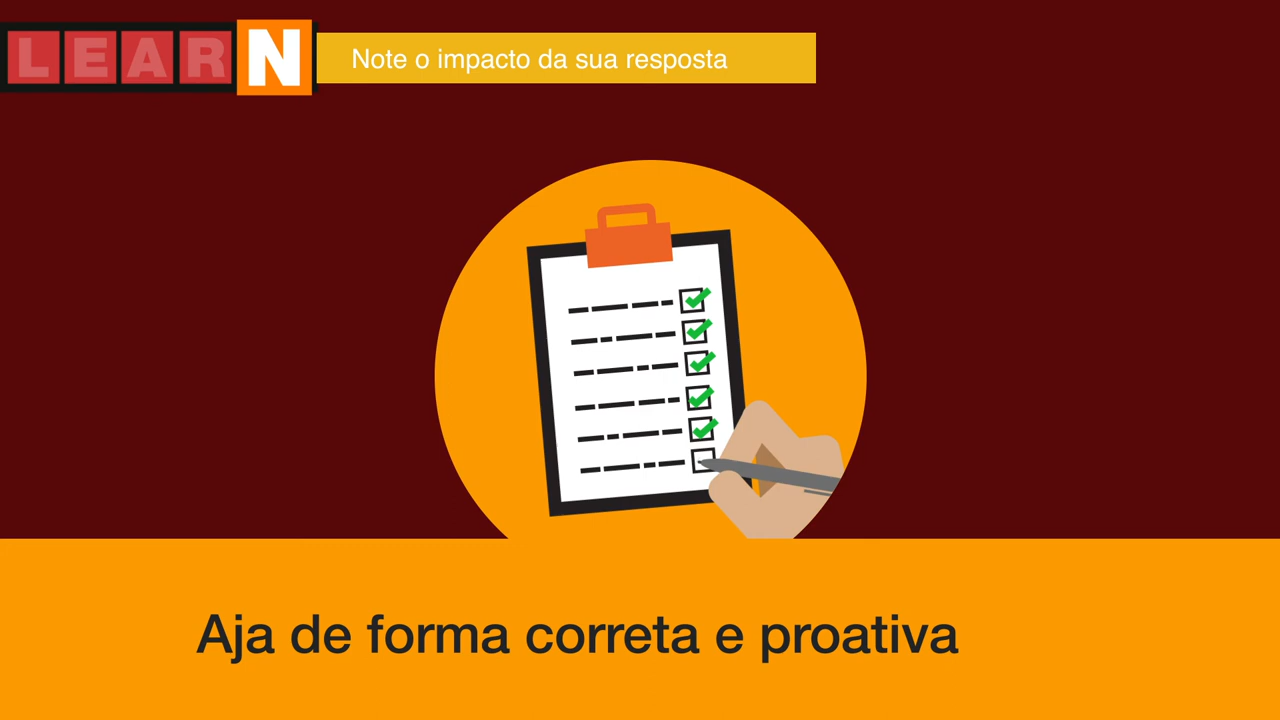 LEARN
Note o impacto da sua resposta
Aja de forma correta e proativa